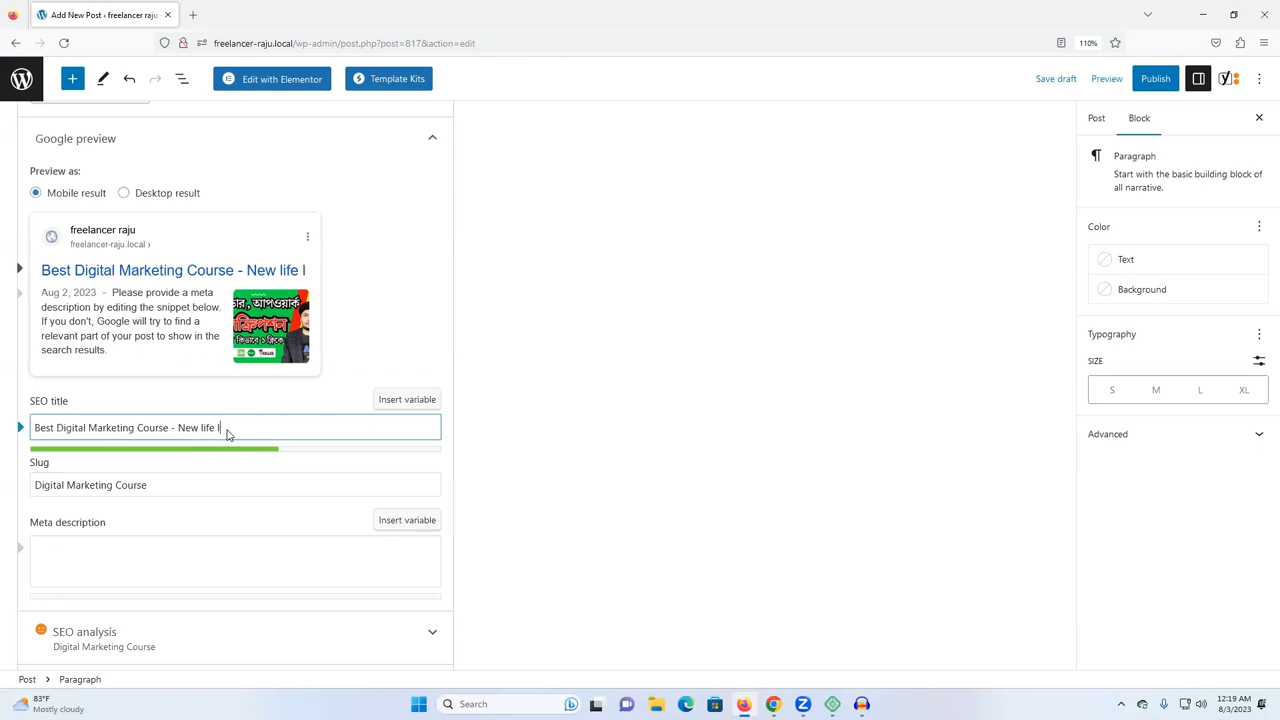 Add New Post ‹ freelancer raju
freelancer-raju.local/wp-admin/post.php?post=817&action=edit
110%
Edit with Elementor
Template Kits
Save draft
Preview
Publish
Google preview
Preview as:
Mobile result
Desktop result
freelancer raju
freelancer-raju.local ›
Best Digital Marketing Course - New life I
Aug 2, 2023 - Please provide a meta
description by editing the snippet below.
If you don't, Google will try to find a
relevant part of your post to show in the
search results.
আপওয়ার্ক
SEO title
Insert variable
Best Digital Marketing Course - New life I
Slug
Digital Marketing Course
Meta description
Insert variable
SEO analysis
Digital Marketing Course
Post
Block
Paragraph
Start with the basic building block of
all narrative.
Color
Text
Background
Typography
SIZE
S M L XL
Advanced
Post
Paragraph
83°F
Mostly cloudy
Search
12:19 AM
8/3/2023